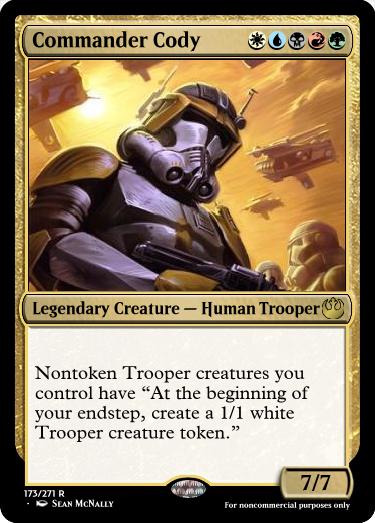 Commander Cody
Legendary Creature — Human Trooper
Nontoken Trooper creatures you
control have “At the beginning of
your endstep, create a 1/1 white
Trooper creature token.”
7/7
173/271 R
· Sean McNally
For noncommercial purposes only.